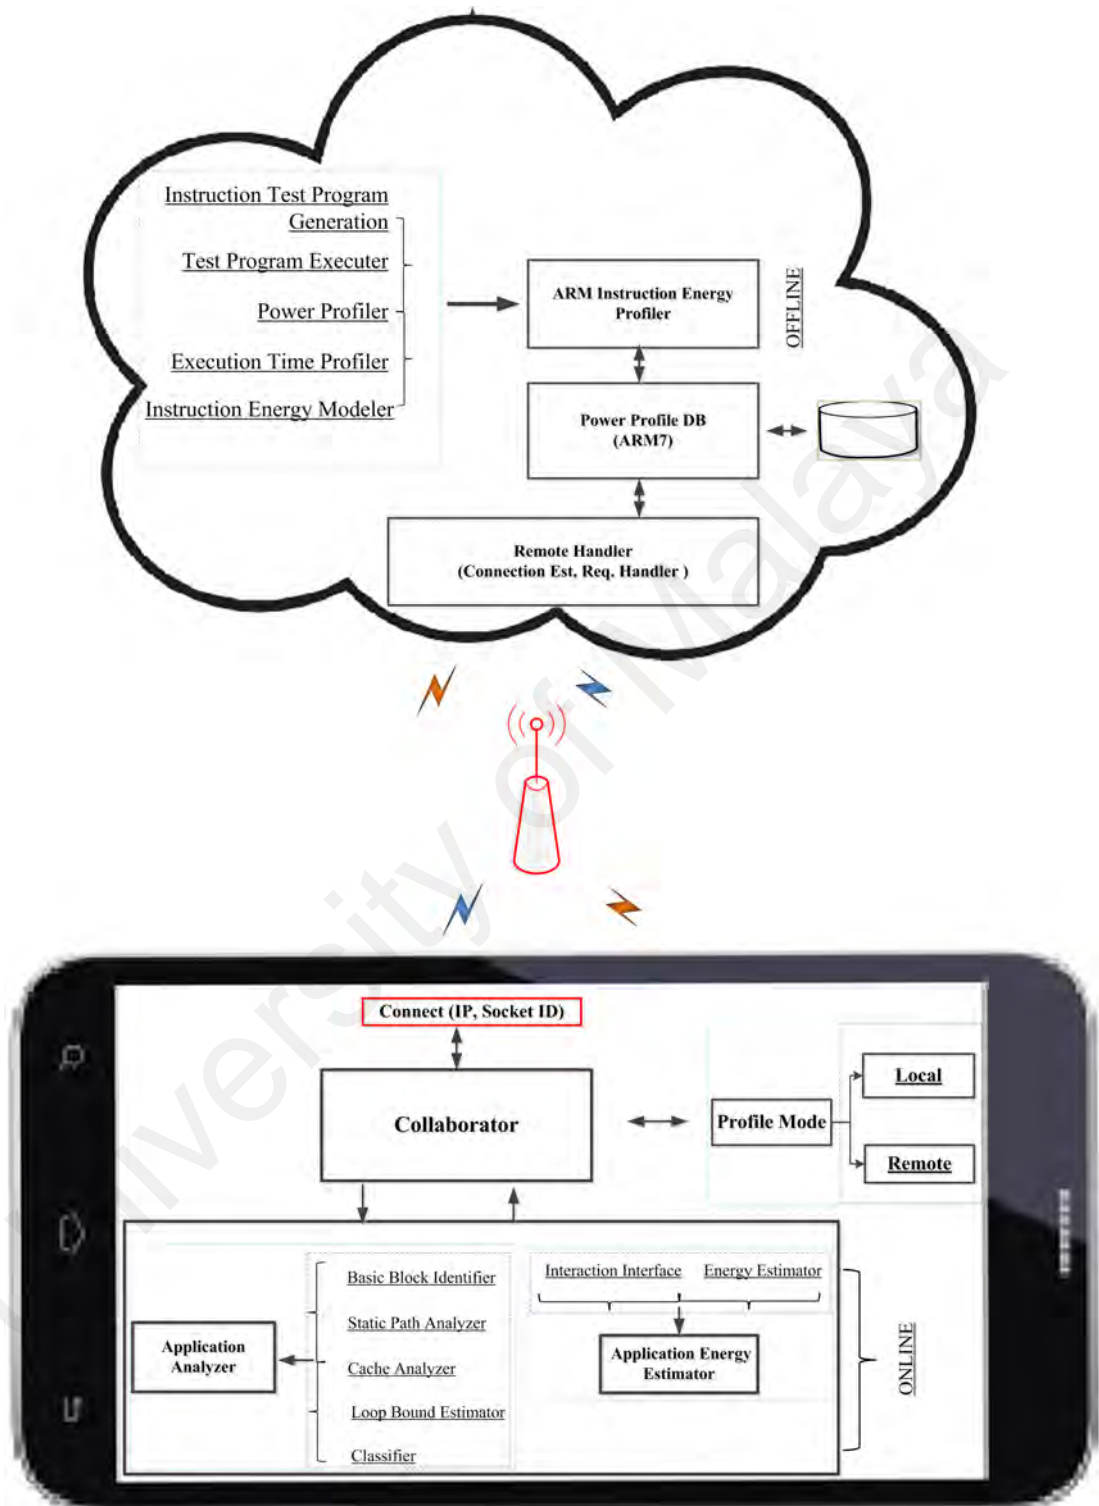 Instruction Test Program
Generation
Test Program Executer
Power Profiler
Execution Time Profiler
Instruction Energy Modeler
ARM Instruction Energy
Profiler
OFFLINE
Power Profile DB
(ARM7)
Remote Handler
(Connection Est, Req. Handler )
University of Malaya
Connect (IP, Socket ID)
Collaborator
Profile Mode
Local
Remote
Basic Block Identifier
Static Path Analyzer
Cache Analyzer
Loop Bound Estimator
Classifier
Application
Analyzer
Interaction Interface
Energy Estimator
Application Energy
Estimator
ONLINE